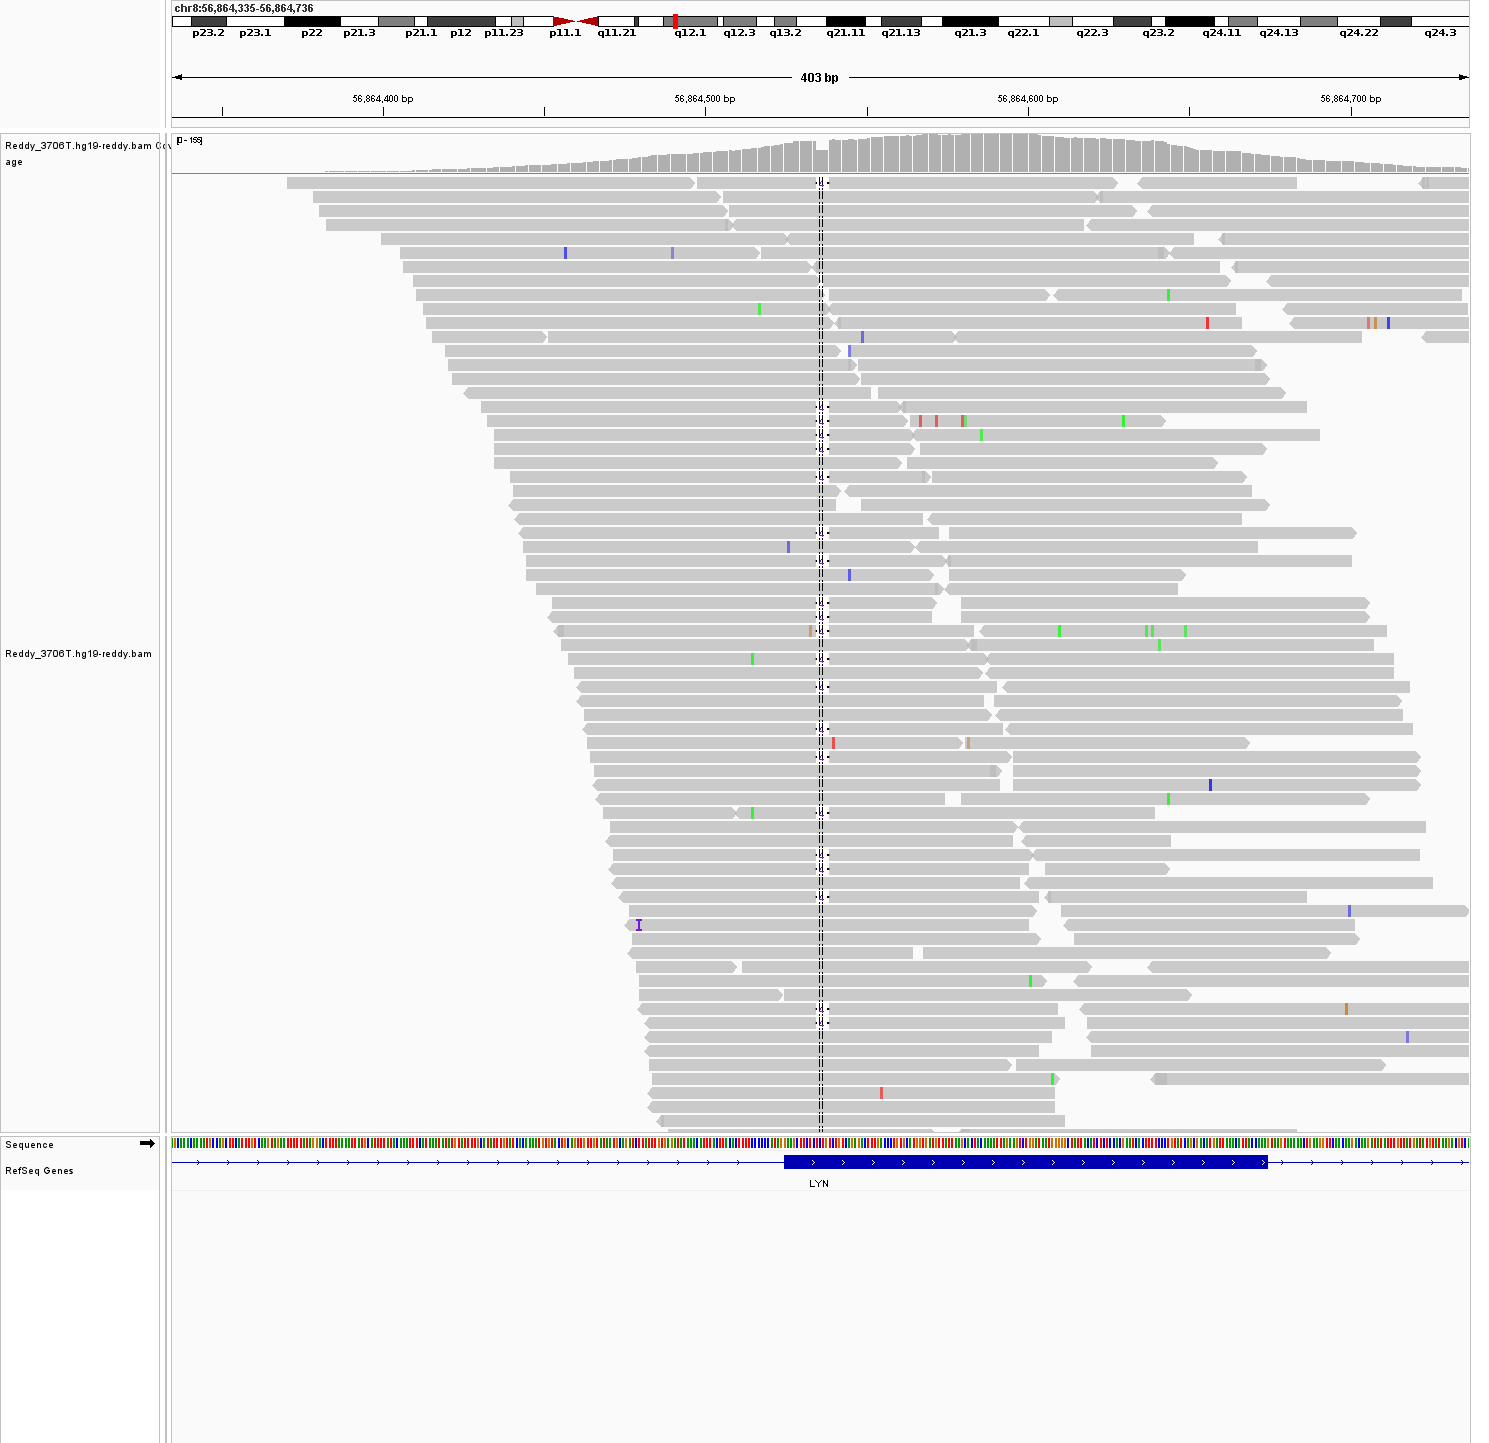 chr8:56,864,335-56,864,736
p23.2 p23.1 p22 p21.3 p21.1 p12 p11.23 p11.1 q11.21 q12.1 q12.3 q13.2 q21.11 q21.13 q21.3 q22.1 q22.3 q23.2 q24.11 q24.13 q24.22 q24.3
403 bp
56,864,400 bp 56,864,500 bp 56,864,600 bp 56,864,700 bp
Reddy_3706T.hg19-reddy.bam Cov
age
[0 - 155]
Reddy_3706T.hg19-reddy.bam
Sequence
RefSeq Genes
LYN